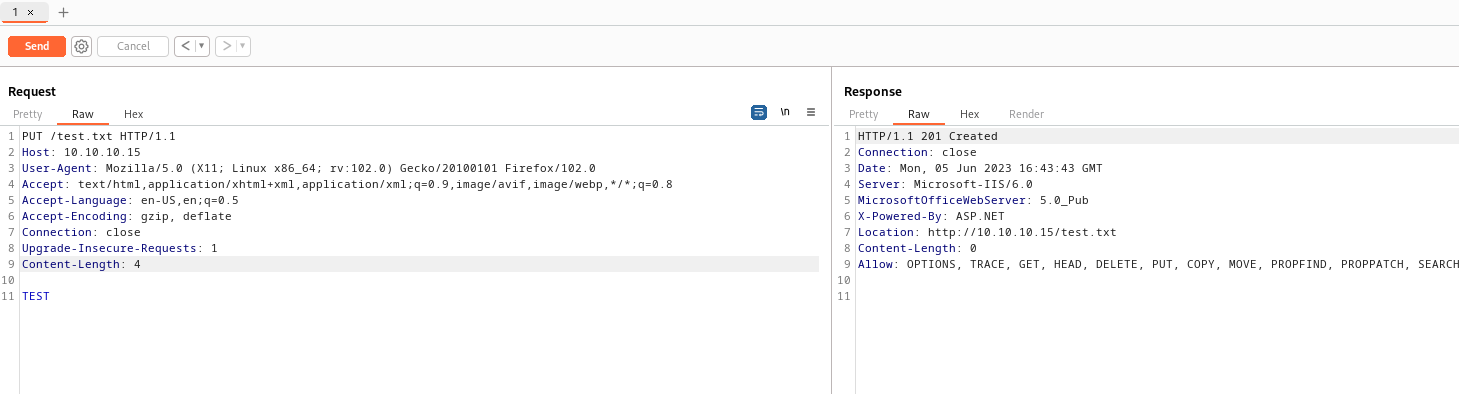 1 × +
Send Cancel < ▼ > ▼
Request
Pretty Raw Hex \n
1 PUT /test.txt HTTP/1.1
2 Host: 10.10.10.15
3 User-Agent: Mozilla/5.0 (X11; Linux x86_64; rv:102.0) Gecko/20100101 Firefox/102.0
4 Accept: text/html,application/xhtml+xml,application/xml;q=0.9,image/avif,image/webp,*/*;q=0.8
5 Accept-Language: en-US,en;q=0.5
6 Accept-Encoding: gzip, deflate
7 Connection: close
8 Upgrade-Insecure-Requests: 1
9 Content-Length: 4
10
11 TEST
Response
Pretty Raw Hex Render
1 HTTP/1.1 201 Created
2 Connection: close
3 Date: Mon, 05 Jun 2023 16:43:43 GMT
4 Server: Microsoft-IIS/6.0
5 MicrosoftOfficeWebServer: 5.0_Pub
6 X-Powered-By: ASP.NET
7 Location: http://10.10.10.15/test.txt
8 Content-Length: 0
9 Allow: OPTIONS, TRACE, GET, HEAD, DELETE, PUT, COPY, MOVE, PROPFIND, PROPPATCH, SEARCH
10
11